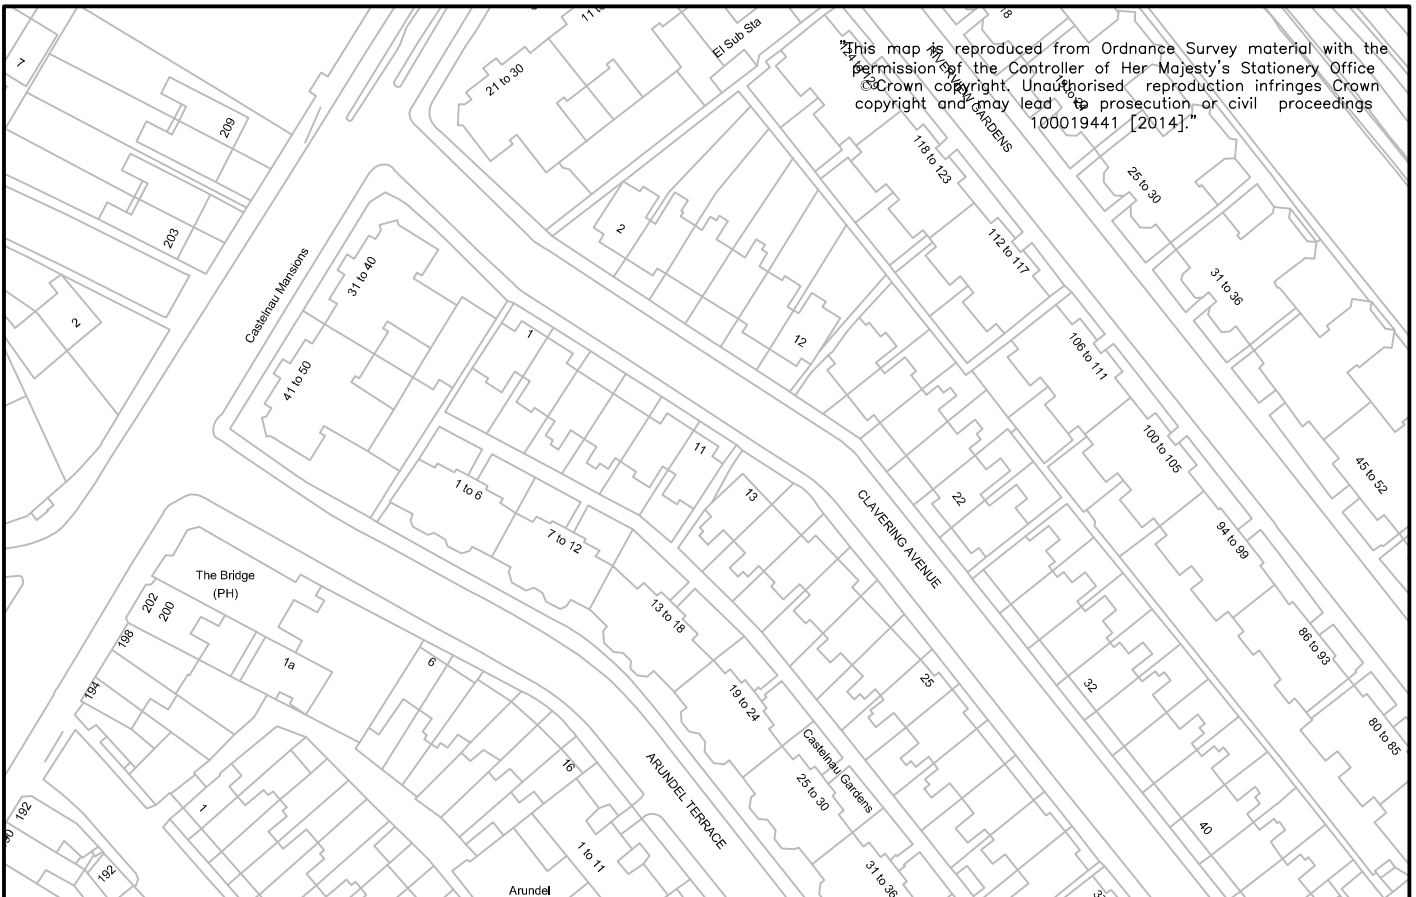 "This map is reproduced from Ordnance Survey material with the
permission of the Controller of Her Majesty's Stationery Office
© Crown copyright. Unauthorised reproduction infringes Crown
copyright and may lead to prosecution or civil proceedings
100019441 [2014]."
El Sub Sta
RIVERVIEW GARDENS
7
21 to 30
124 to 129
209
118 to 123
25 to 30
203
2
112 to 117
Castelnau Mansions
31 to 40
31 to 36
2
1
12
106 to 111
41 to 50
11
100 to 105
45 to 52
1 to 6
13
22
CLAVERING AVENUE
7 to 12
94 to 99
The Bridge
(PH)
202
200
13 to 18
198
86 to 93
1a
6
25
32
194
19 to 24
80 to 85
Castelnau Gardens
16
ARUNDEL TERRACE
25 to 30
1
192
40
1 to 11
192
31 to 36
Arundel